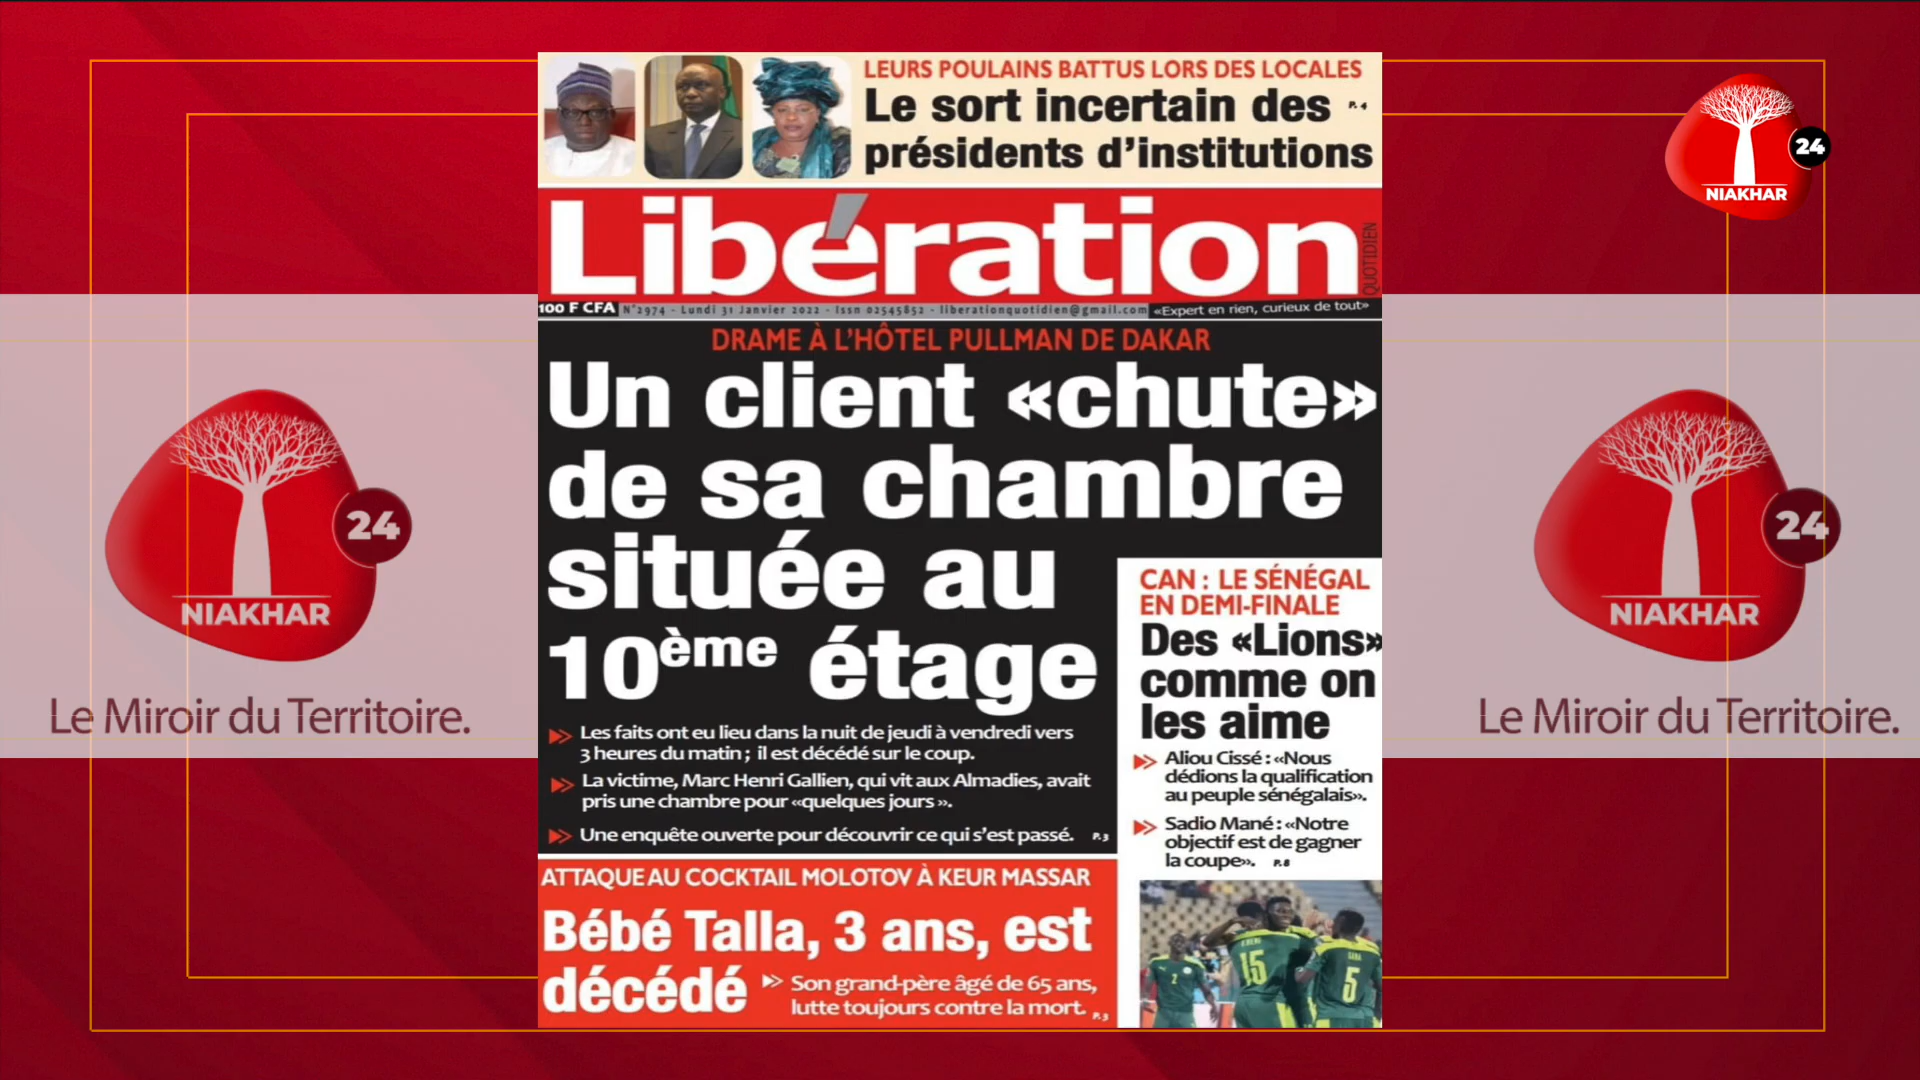 LEURS POULAINS BATTUS LORS DES LOCALES
Le sort incertain des P. 4
présidents d'institutions
Libération
QUOTIDIEN
100 F CFA N°2974 - Lundi 31 Janvier 2022 - Issn 02545852 - liberationquotidien@gmail.com «Expert en rien, curieux de tout»
DRAME À L'HÔTEL PULLMAN DE DAKAR
Un client «chute»
de sa chambre
située au
10ème étage
Les faits ont eu lieu dans la nuit de jeudi à vendredi vers
3 heures du matin ; il est décédé sur le coup.
La victime, Marc Henri Gallien, qui vit aux Almadies, avait
pris une chambre pour «quelques jours ».
Une enquête ouverte pour découvrir ce qui s'est passé. P.3
CAN : LE SÉNÉGAL
EN DEMI-FINALE
Des «Lions»
comme on
les aime
Aliou Cissé : «Nous
dédions la qualification
au peuple sénégalais».
Sadio Mané : «Notre
objectif est de gagner
la coupe». P.8
ATTAQUE AU COCKTAIL MOLOTOV À KEUR MASSAR
Bébé Talla, 3 ans, est
décédé
Son grand-père âgé de 65 ans,
lutte toujours contre la mort. P.3
2
15
5
24
NIAKHAR
24
NIAKHAR
Le Miroir du Territoire.
24
NIAKHAR
Le Miroir du Territoire.